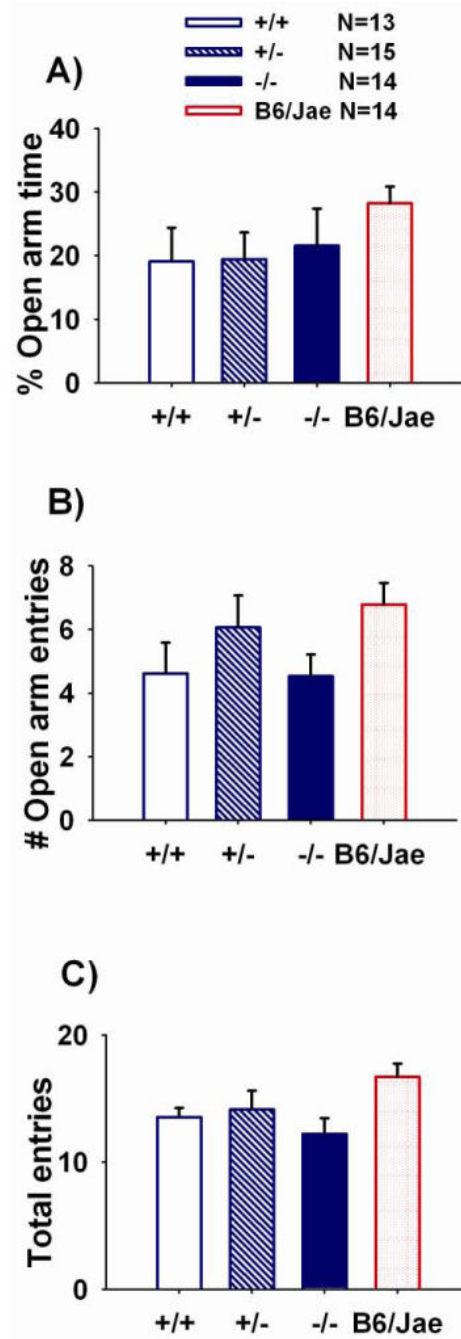 +/+ N=13
+/- N=15
-/- N=14
B6/Jae N=14
A)
% Open arm time
40
30
20
10
0
+/+ +/- -/- B6/Jae
B)
# Open arm entries
8
6
4
2
0
+/+ +/- -/- B6/Jae
C)
Total entries
20
10
0
+/+ +/- -/- B6/Jae